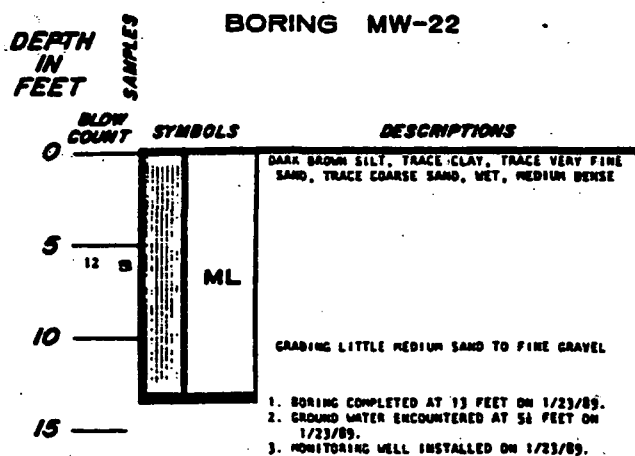 BORING MW-22
DEPTH IN FEET
SAMPLES
BLOW COUNT
SYMBOLS
DESCRIPTIONS
0
DARK BROWN SILT, TRACE CLAY, TRACE VERY FINE
SAND, TRACE COARSE SAND, WET, MEDIUM DENSE
5
12
ML
10
GRADING LITTLE MEDIUM SAND TO FINE GRAVEL
1. BORING COMPLETED AT 13 FEET ON 1/23/89.
2. GROUND WATER ENCOUNTERED AT FEET ON
1/23/89.
15
3. MONITORING WELL INSTALLED ON 1/23/89.